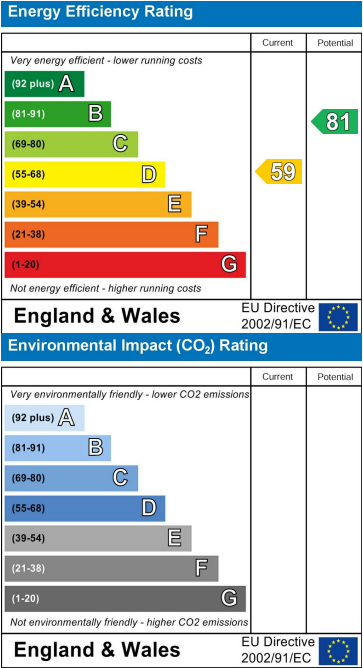 Energy Efficiency Rating
Current Potential
Very energy efficient - lower running costs
(92 plus) A
(81-91) B
81
(69-80) C
(55-68) D
59
(39-54) E
(21-38) F
(1-20) G
Not energy efficient - higher running costs
England & Wales
EU Directive
2002/91/EC
Environmental Impact (CO₂) Rating
Current Potential
Very environmentally friendly - lower CO2 emissions
(92 plus) A
(81-91) B
(69-80) C
(55-68) D
(39-54) E
(21-38) F
(1-20) G
Not environmentally friendly - higher CO2 emissions
England & Wales
EU Directive
2002/91/EC